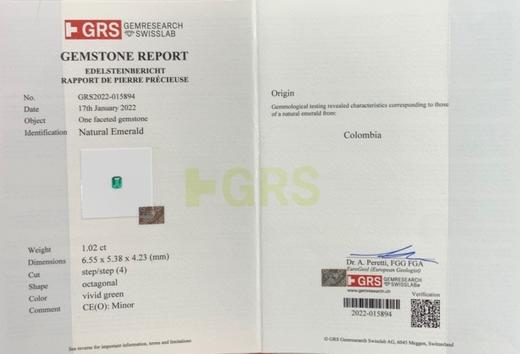 GRS GEMRESEARCH
SWISSLAB
GEMSTONE REPORT
EDELSTEINBERICHT
RAPPORT DE PIERRE PRÉCIEUSE
No. GRS2022-015894
Date 17th January 2022
Object One faceted gemstone
Identification Natural Emerald
Weight 1.02 ct
Dimensions 6.55 x 5.38 x 4.23 (mm)
Cut step/step (4)
Shape octagonal
Color vivid green
Comment CE(O): Minor
See reverse for important information, terms and limitations
GRS
Origin
Gemmological testing revealed characteristics corresponding to those
of a natural emerald from:
Colombia
Dr. A. Peretti, FGG FGA
EuroGeol (European Geologist)
GRS GEMRESEARCH
SWISSLAB
www.gemresearch.ch
Verification
2022-015894
© GRS Gemresearch Swisslab AG, 6045 Meggen, Switzerland